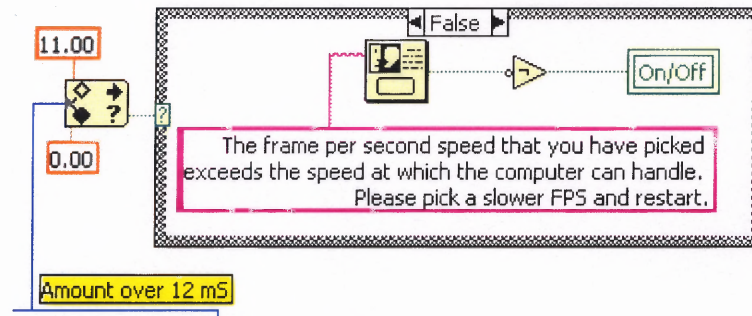 False
11.00
On/Off
?
?
0.00
The frame per second speed that you have picked
exceeds the speed at which the computer can handle.
Please pick a slower FPS and restart.
Amount over 12 mS